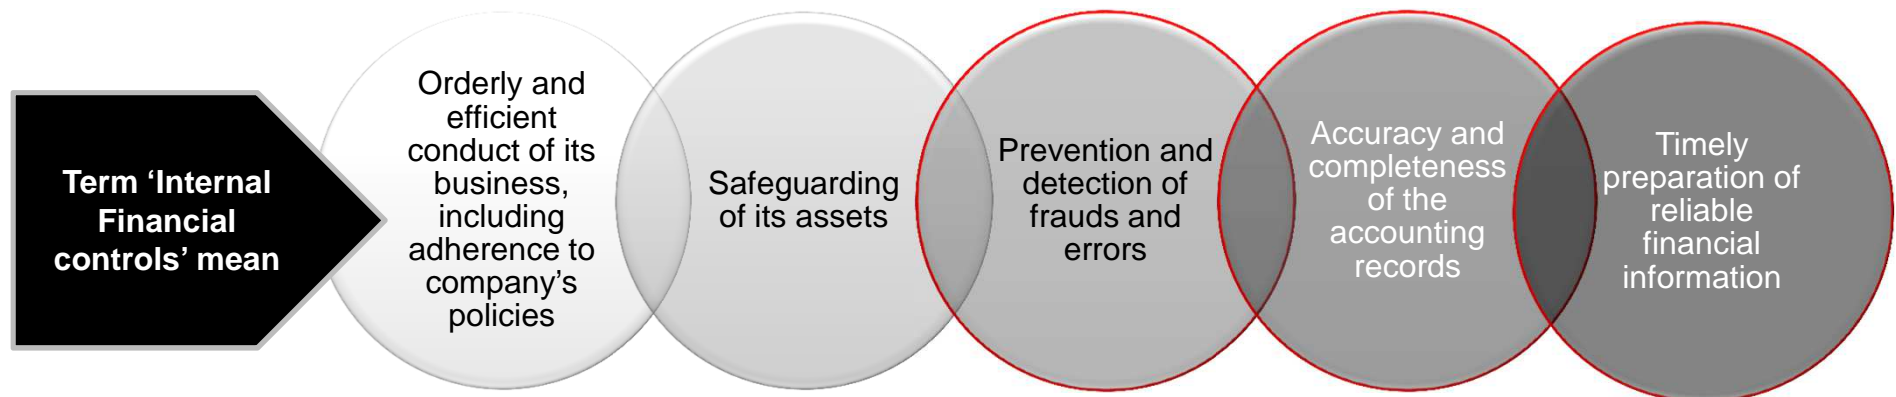 Term ‘Internal
Financial
controls’ mean
Orderly and
efficient
conduct of its
business,
including
adherence to
company’s
policies
Safeguarding
of its assets
Prevention and
detection of
frauds and
errors
Accuracy and
completeness
of the
accounting
records
Timely
preparation of
reliable
financial
information